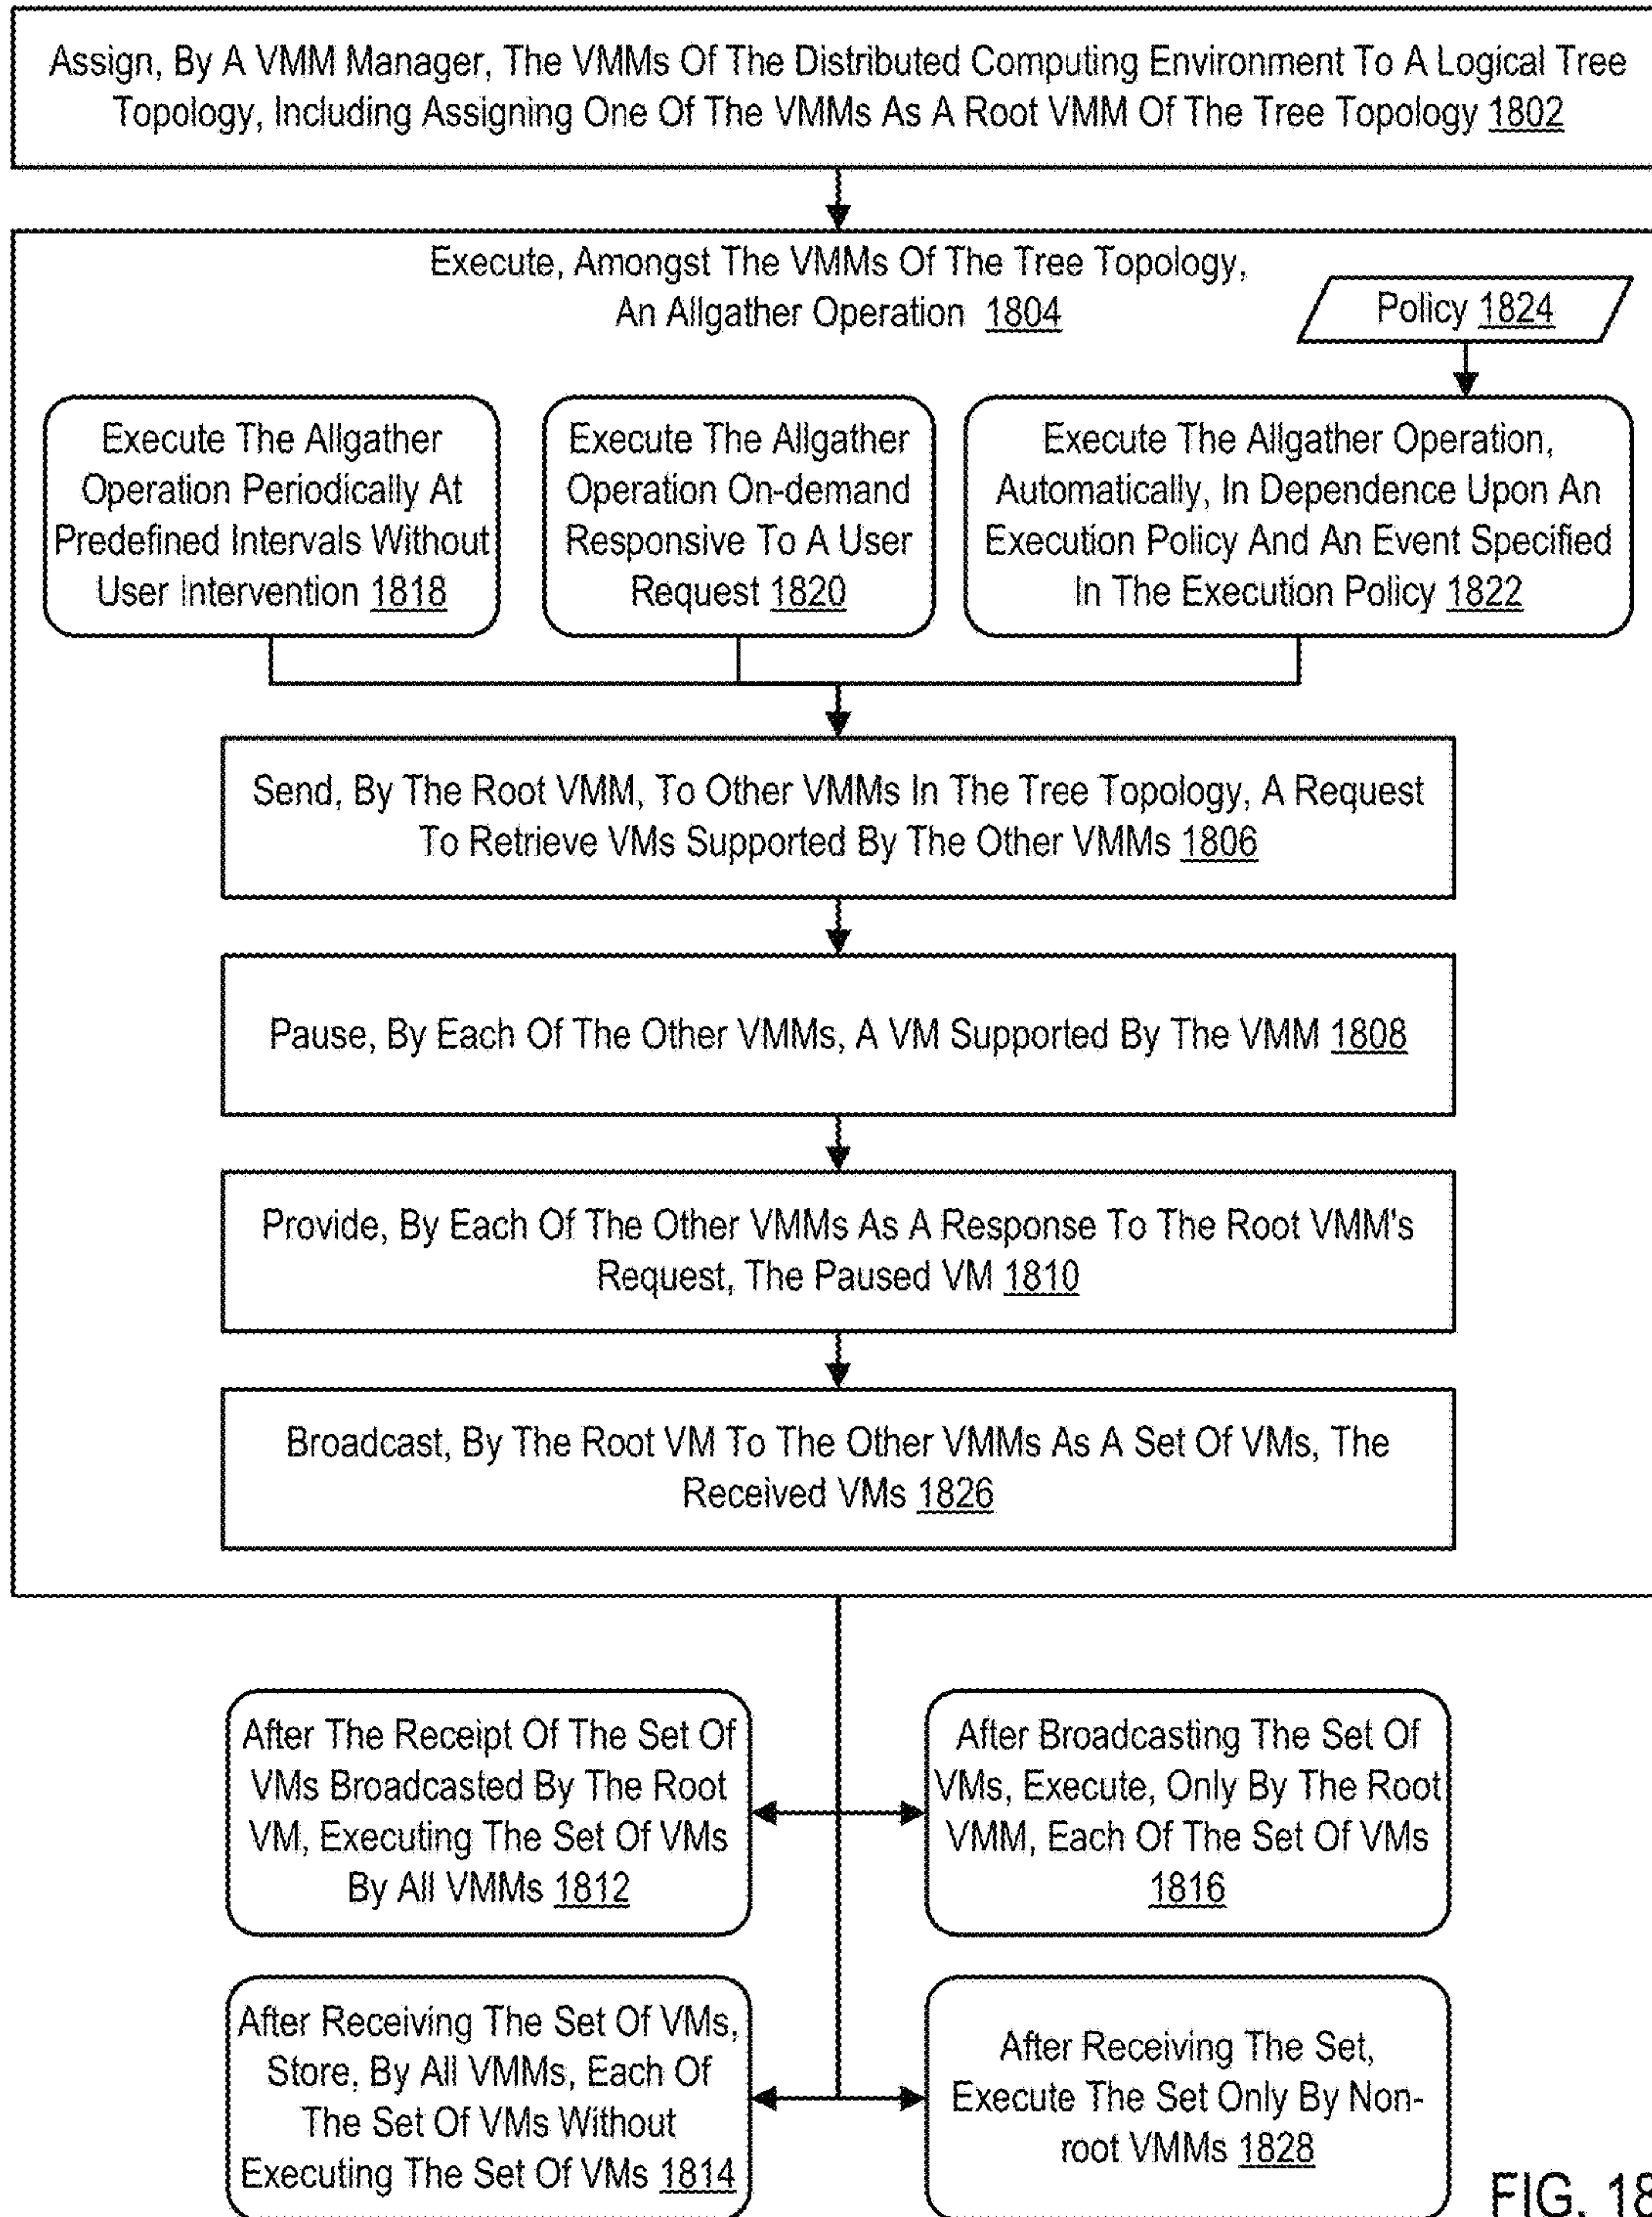 Assign, By A VMM Manager, The VMMs Of The Distributed Computing Environment To A Logical Tree
Topology, Including Assigning One Of The VMMs As A Root VMM Of The Tree Topology 1802
Execute, Amongst The VMMs Of The Tree Topology,
An Allgather Operation 1804
Policy 1824
Execute The Allgather
Operation Periodically At
Predefined Intervals Without
User Intervention 1818
Execute The Allgather
Operation On-demand
Responsive To A User
Request 1820
Execute The Allgather Operation,
Automatically, In Dependence Upon An
Execution Policy And An Event Specified
In The Execution Policy 1822
Send, By The Root VMM, To Other VMMs In The Tree Topology, A Request
To Retrieve VMs Supported By The Other VMMs 1806
Pause, By Each Of The Other VMMs, A VM Supported By The VMM 1808
Provide, By Each Of The Other VMMs As A Response To The Root VMM's
Request, The Paused VM 1810
Broadcast, By The Root VM To The Other VMMs As A Set Of VMs, The
Received VMs 1826
After The Receipt Of The Set Of
VMs Broadcasted By The Root
VM, Executing The Set Of VMs
By All VMMs 1812
After Broadcasting The Set Of
VMs, Execute, Only By The Root
VMM, Each Of The Set Of VMs
1816
After Receiving The Set Of VMs,
Store, By All VMMs, Each Of
The Set Of VMs Without
Executing The Set Of VMs 1814
After Receiving The Set,
Execute The Set Only By Non-
root VMMs 1828
FIG. 18